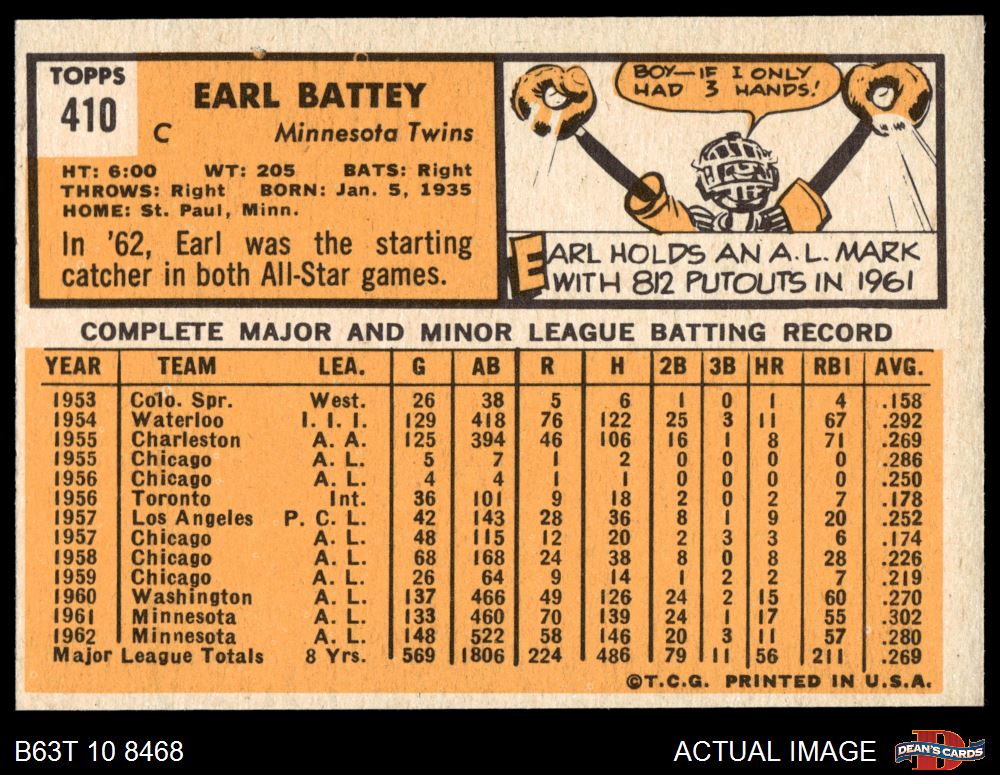 TOPPS
410
EARL BATTEY
C Minnesota Twins
HT: 6:00 WT: 205 BATS: Right
THROWS: Right BORN: Jan. 5, 1935
HOME: St. Paul, Minn.
In '62, Earl was the starting
catcher in both All-Star games.
BOY—IF I ONLY
HAD 3 HANDS!
EARL HOLDS AN A.L. MARK
WITH 812 PUTOUTS IN 1961
COMPLETE MAJOR AND MINOR LEAGUE BATTING RECORD
YEAR TEAM LEA. G AB R H 2B 3B HR RBI AVG.
1953 Colo. Spr. West. 26 38 5 6 1 0 1 4 .158
1954 Waterloo I. I. I. 129 418 76 122 25 3 11 67 .292
1955 Charleston A. A. 125 394 46 106 16 1 8 71 .269
1955 Chicago A. L. 5 7 1 2 0 0 0 0 .286
1956 Chicago A. L. 4 4 1 1 0 0 0 0 .250
1956 Toronto Int. 36 101 9 18 2 0 2 7 .178
1957 Los Angeles P. C. L. 42 143 28 36 8 1 9 20 .252
1957 Chicago A. L. 48 115 12 20 2 3 3 6 .174
1958 Chicago A. L. 68 168 24 38 8 0 8 28 .226
1959 Chicago A. L. 26 64 9 14 1 2 2 7 .219
1960 Washington A. L. 137 466 49 126 24 2 15 60 .270
1961 Minnesota A. L. 133 460 70 139 24 1 17 55 .302
1962 Minnesota A. L. 148 522 58 146 20 3 11 57 .280
Major League Totals 8 Yrs. 569 1806 224 486 79 11 56 211 .269
©T.C.G. PRINTED IN U.S.A.
B63T 10 8468 ACTUAL IMAGE DEAN'S CARDS